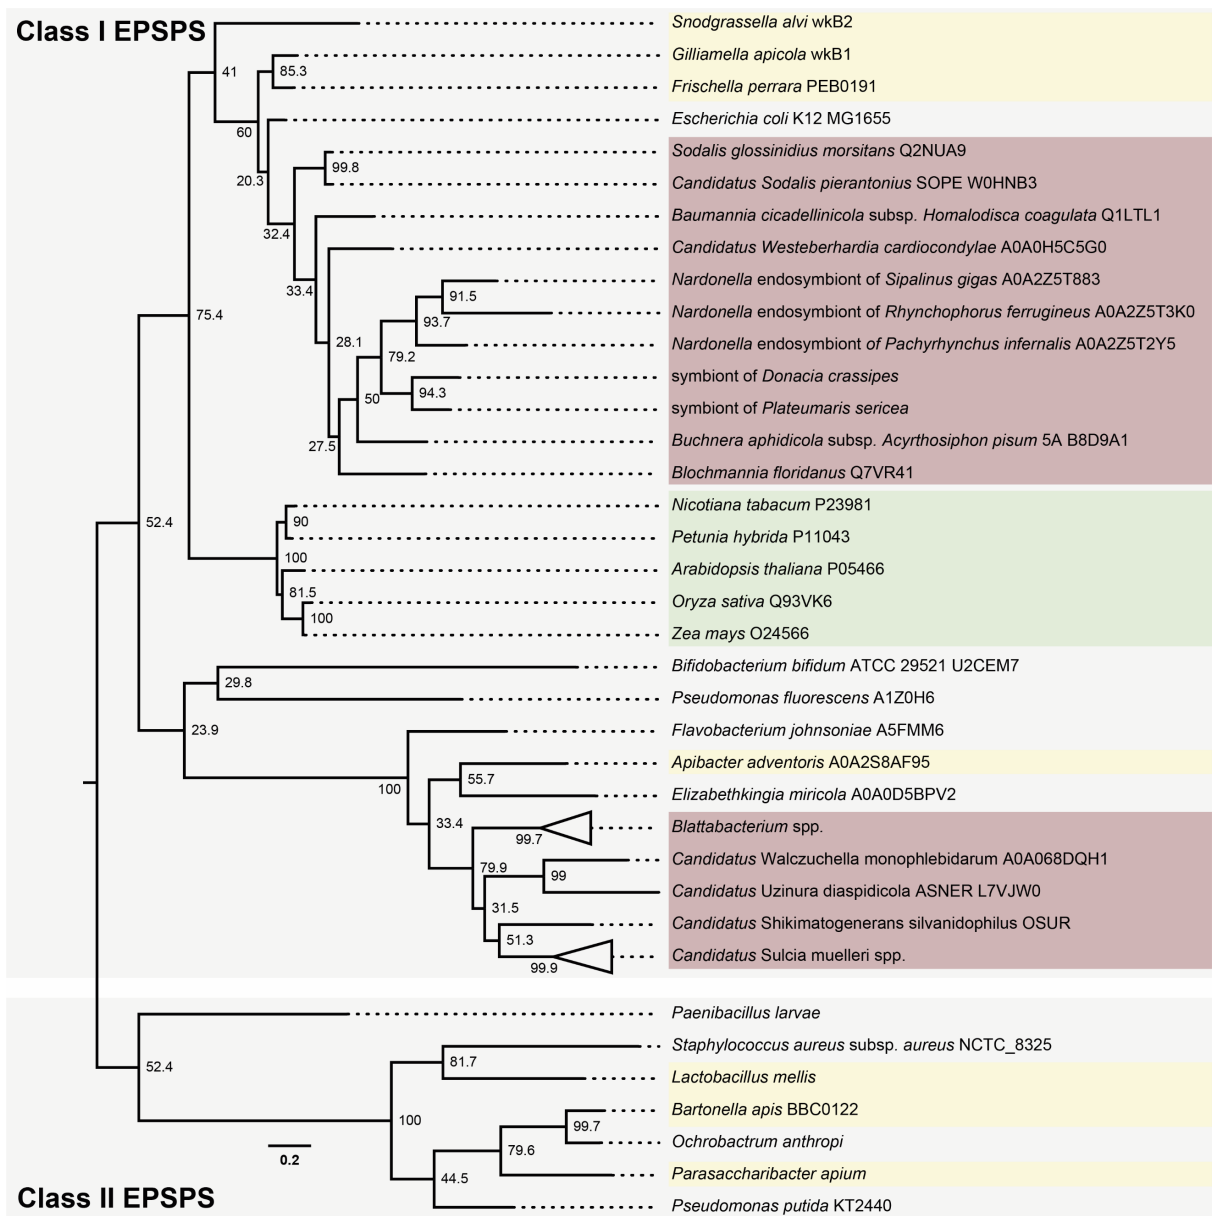 Class I EPSPS
Snodgrassella alvi wkB2
Gilliamella apicola wkB1
85.3
41
Frischella perrara PEB0191
60
Escherichia coli K12 MG1655
Sodalis glossinidius morsitans Q2NUA9
99.8
20.3
Candidatus Sodalis pierantonius SOPE W0HNB3
Baumannia cicadellinicola subsp. Homalodisca coagulata Q1LTL1
32.4
Candidatus Westeberhardia cardiocondylae A0A0H5C5G0
Nardonella endosymbiont of Sipalinus gigas A0A2Z5T883
33.4
91.5
Nardonella endosymbiont of Rhynchophorus ferrugineus A0A2Z5T3K0
75.4
93.7
28.1
Nardonella endosymbiont of Pachyrhynchus infernalis A0A2Z5T2Y5
79.2
symbiont of Donacia crassipes
94.3
50
symbiont of Plateumaris sericea
Buchnera aphidicola subsp. Acyrthosiphon pisum 5A B8D9A1
27.5
Blochmannia floridanus Q7VR41
Nicotiana tabacum P23981
90
52.4
Petunia hybrida P11043
100
Arabidopsis thaliana P05466
81.5
Oryza sativa Q93VK6
100
Zea mays O24566
Bifidobacterium bifidum ATCC 29521 U2CEM7
29.8
Pseudomonas fluorescens A1Z0H6
23.9
Flavobacterium johnsoniae A5FMM6
Apibacter adventoris A0A2S8AF95
55.7
100
Elizabethkingia miricola A0A0D5BPV2
33.4
Blattabacterium spp.
99.7
Candidatus Walczuchella monophlebidarum A0A068DQH1
79.9
99
Candidatus Uzinura diaspidicola ASNER L7VJW0
31.5
Candidatus Shikimatogenerans silvanidophilus OSUR
51.3
Candidatus Sulcia muelleri spp.
99.9
Paenibacillus larvae
Staphylococcus aureus subsp. aureus NCTC_8325
81.7
52.4
Lactobacillus mellis
Bartonella apis BBC0122
100
99.7
Ochrobactrum anthropi
79.6
0.2
Parasaccharibacter apium
44.5
Class II EPSPS
Pseudomonas putida KT2440